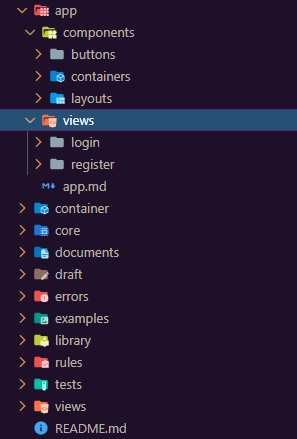 app
components
buttons
containers
layouts
views
login
register
app.md
container
core
documents
draft
errors
examples
library
rules
tests
views
README.md